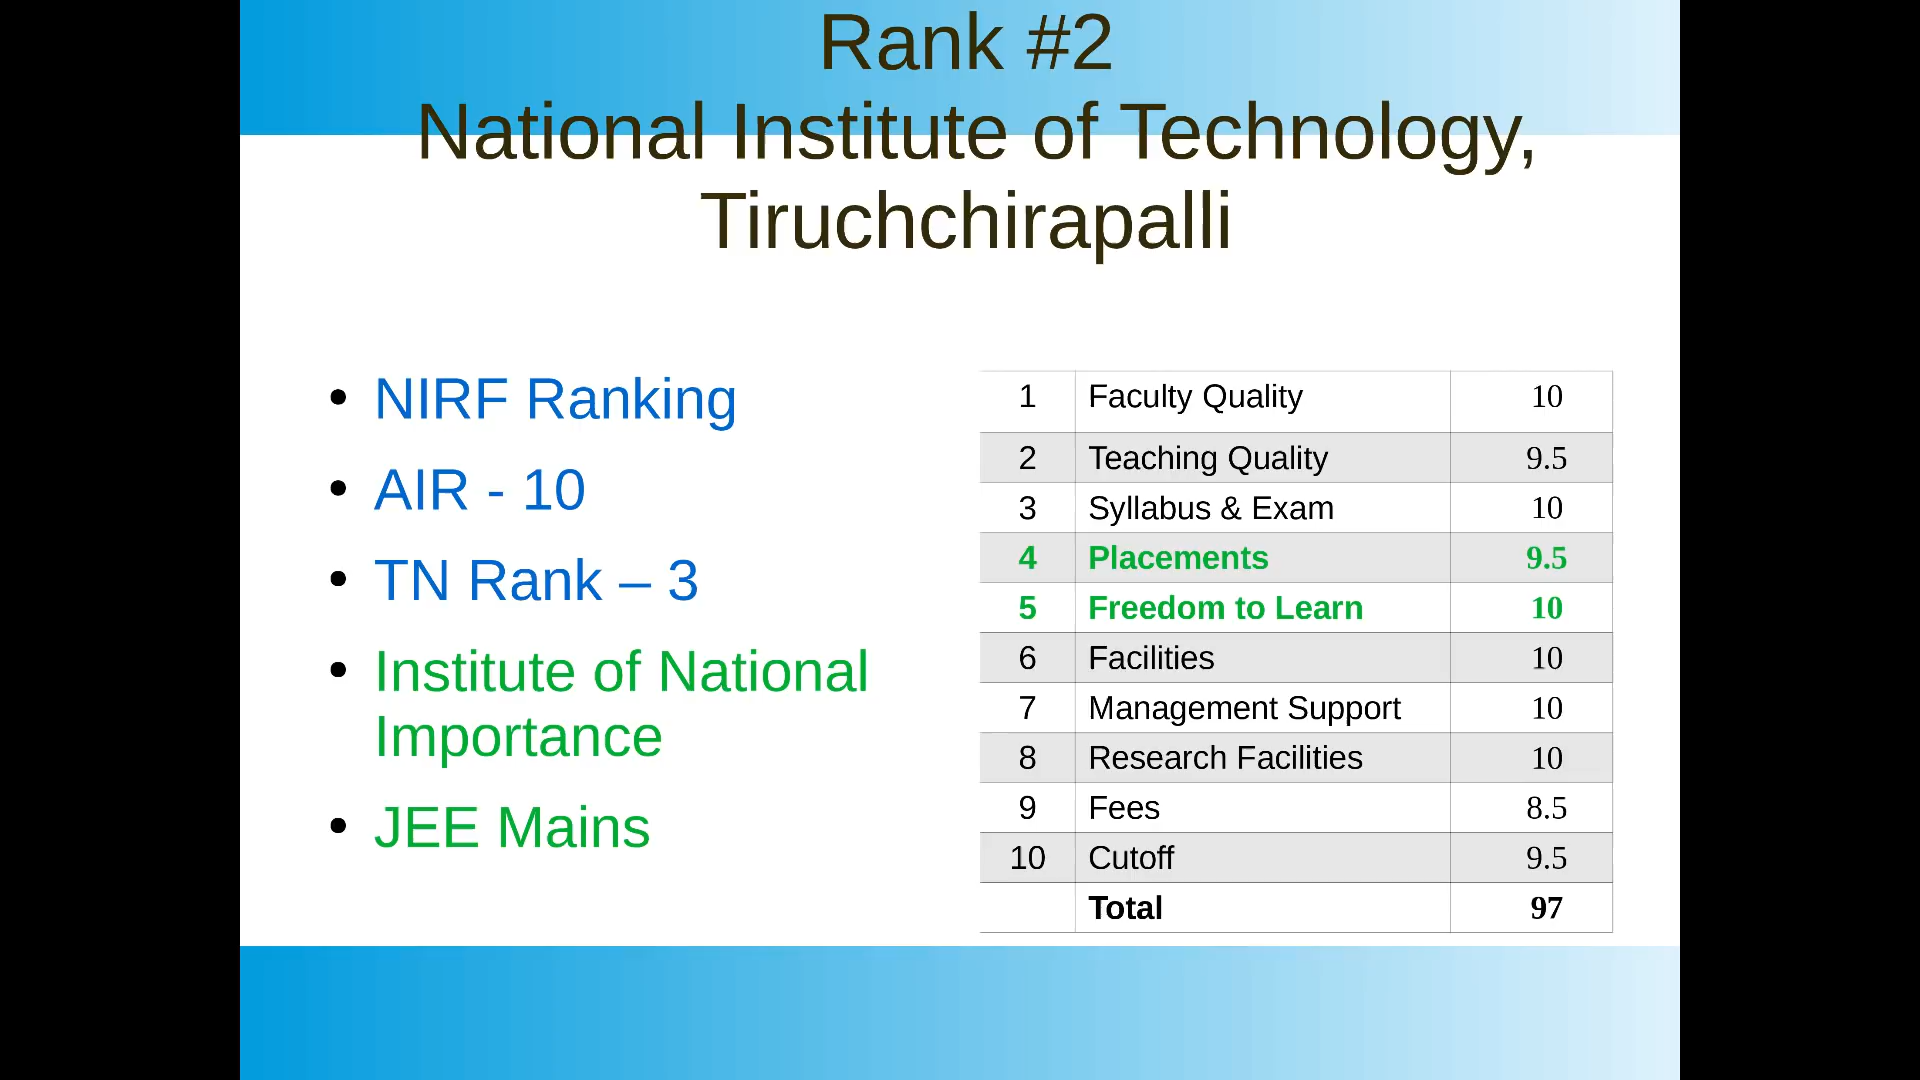 Rank #2
National Institute of Technology,
Tiruchchirapalli
• NIRF Ranking
• AIR - 10
• TN Rank – 3
• Institute of National
Importance
• JEE Mains
1 Faculty Quality 10
2 Teaching Quality 9.5
3 Syllabus & Exam 10
4 Placements 9.5
5 Freedom to Learn 10
6 Facilities 10
7 Management Support 10
8 Research Facilities 10
9 Fees 8.5
10 Cutoff 9.5
Total 97